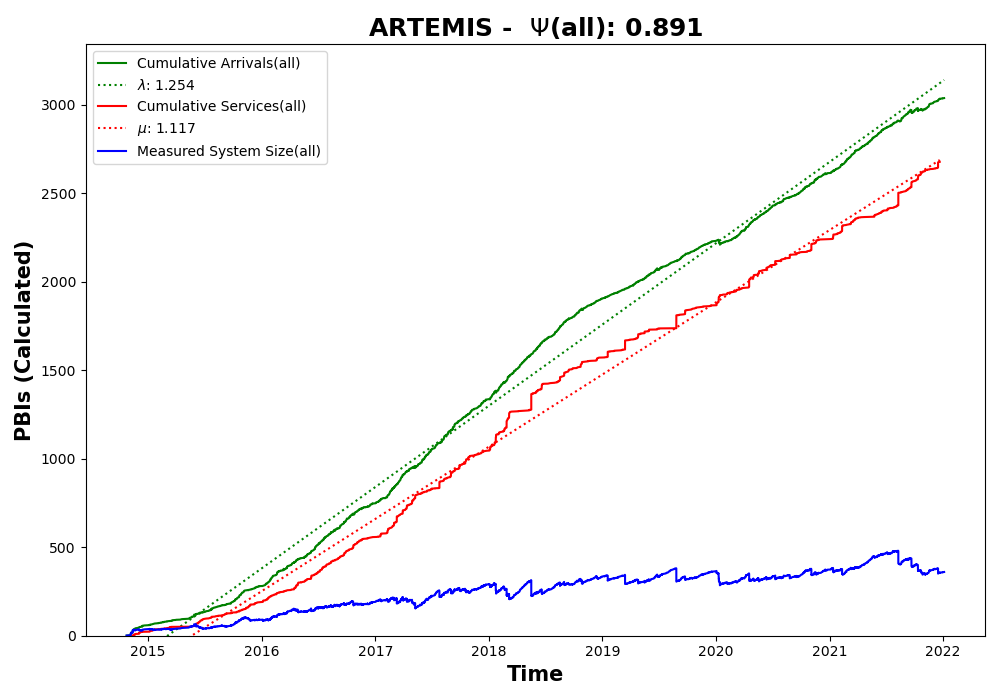 ARTEMIS - Ψ(all): 0.891
Cumulative Arrivals(all)
λ: 1.254
Cumulative Services(all)
μ: 1.117
Measured System Size(all)
PBIs (Calculated)
3000
2500
2000
1500
1000
500
0
2015 2016 2017 2018 2019 2020 2021 2022
Time